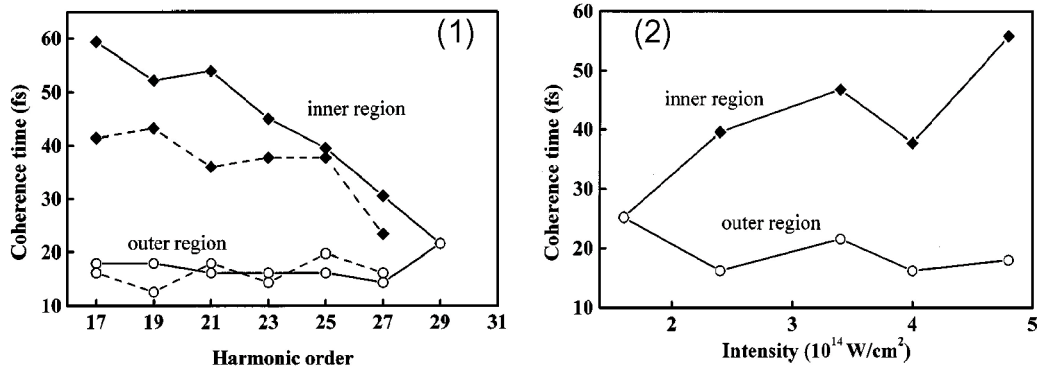 (1)
60
50
40
30
20
10
Coherence time (fs)
inner region
outer region
17 19 21 23 25 27 29 31
Harmonic order
(2)
60
50
40
30
20
10
Coherence time (fs)
inner region
outer region
2 3 4 5
Intensity (10¹⁴ W/cm²)